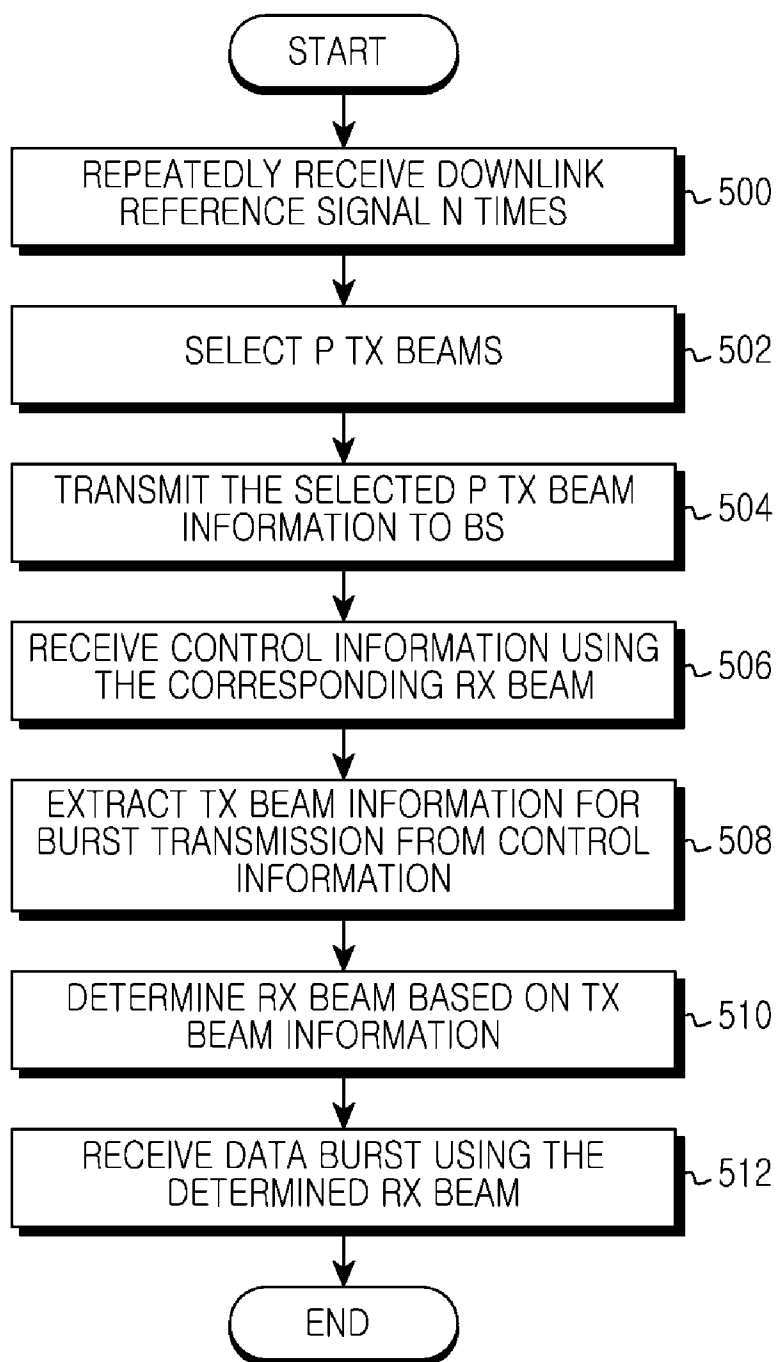 START
REPEATEDLY RECEIVE DOWNLINK
REFERENCE SIGNAL N TIMES
500
SELECT P TX BEAMS
502
TRANSMIT THE SELECTED P TX BEAM
INFORMATION TO BS
504
RECEIVE CONTROL INFORMATION USING
THE CORRESPONDING RX BEAM
506
EXTRACT TX BEAM INFORMATION FOR
BURST TRANSMISSION FROM CONTROL
INFORMATION
508
DETERMINE RX BEAM BASED ON TX
BEAM INFORMATION
510
RECEIVE DATA BURST USING THE
DETERMINED RX BEAM
512
END